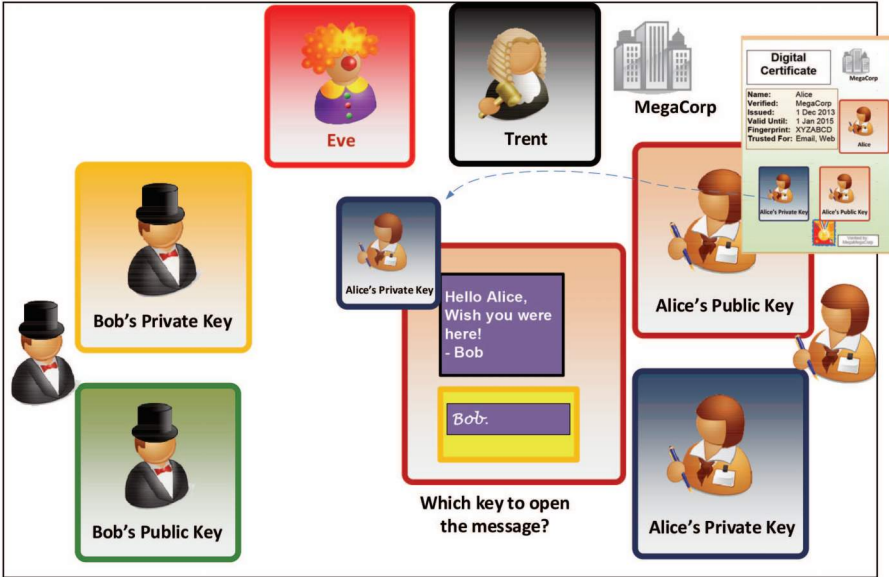 Eve
Trent
MegaCorp
Digital
Certificate
MegaCorp
Name: Alice
Verified: MegaCorp
Issued: 1 Dec 2013
Valid Until: 1 Jan 2015
Fingerprint: XYZABCD
Trusted For: Email, Web
Alice
Alice's Private Key
Alice's Public Key
Bob's Private Key
Alice's Private Key
Hello Alice,
Wish you were
here!
- Bob
Bob.
Alice's Public Key
Bob's Public Key
Which key to open
the message?
Alice's Private Key